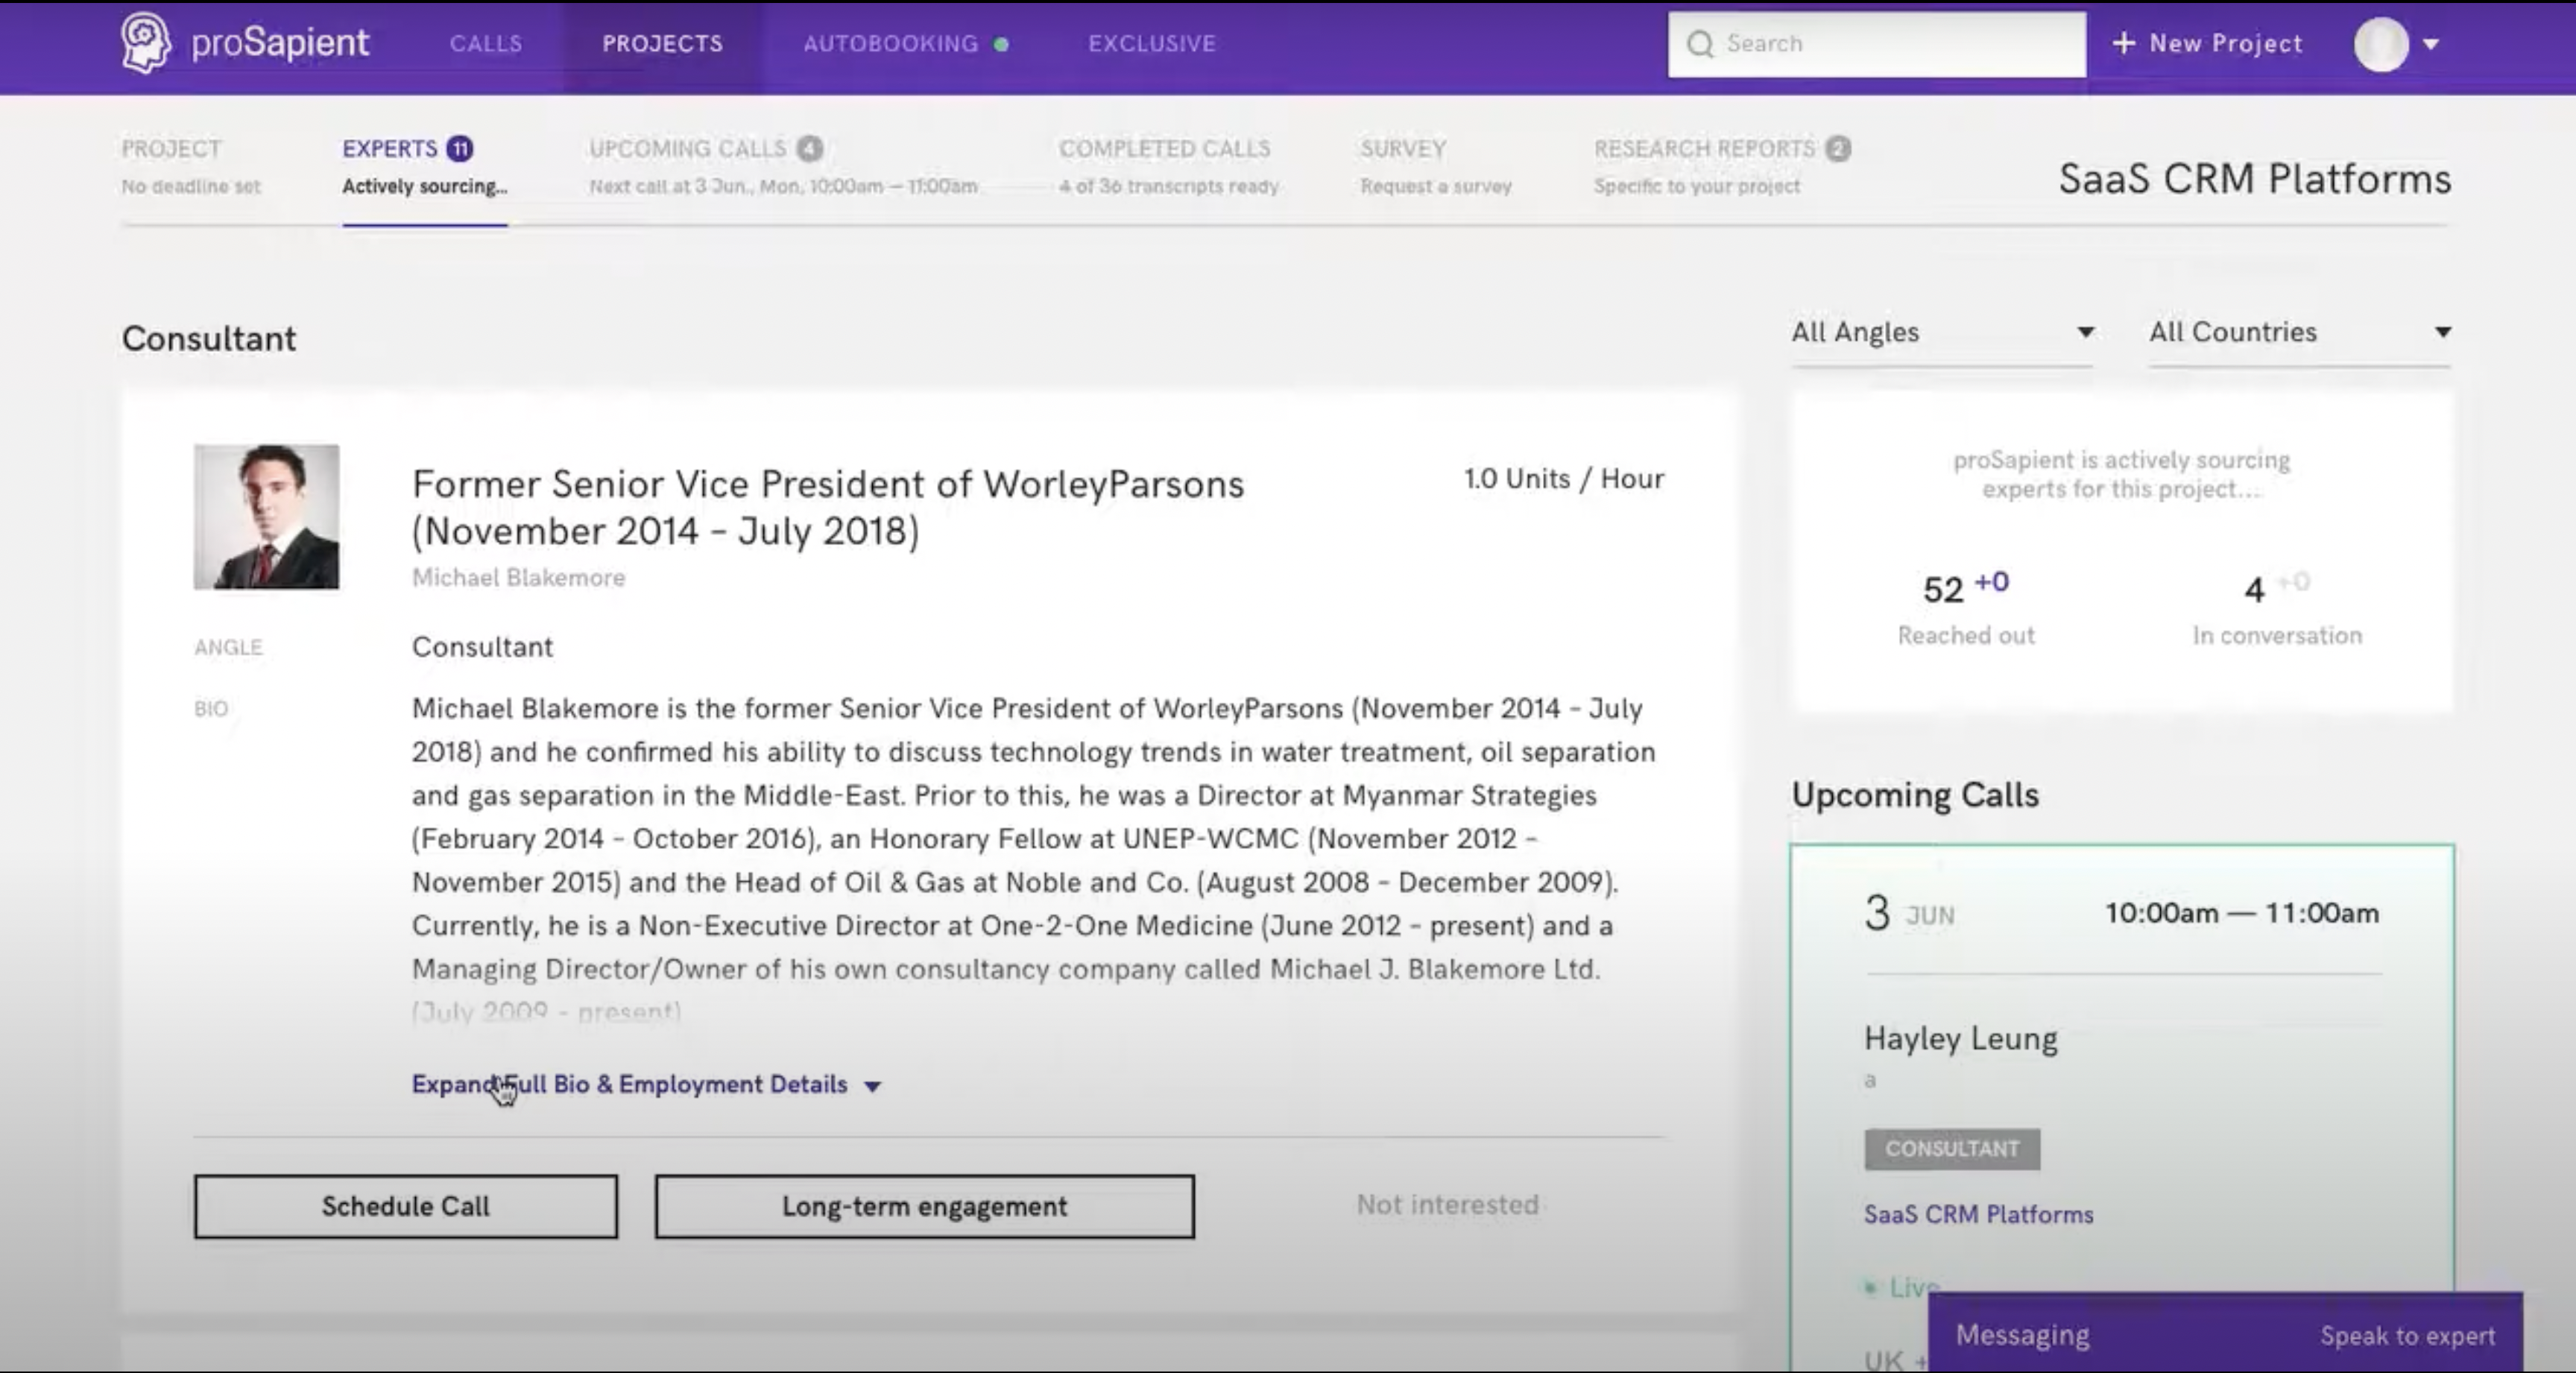 proSapient
CALLS
PROJECTS
AUTOBOOKING
EXCLUSIVE
Search
+ New Project
PROJECT
No deadline set
EXPERTS 11
Actively sourcing...
UPCOMING CALLS 4
Next call at 3 Jun., Mon, 10:00am — 11:00am
COMPLETED CALLS
4 of 36 transcripts ready
SURVEY
Request a survey
RESEARCH REPORTS 2
Specific to your project
SaaS CRM Platforms
Consultant
All Angles
All Countries
Former Senior Vice President of WorleyParsons
(November 2014 - July 2018)
1.0 Units / Hour
Michael Blakemore
ANGLE
Consultant
BIO
Michael Blakemore is the former Senior Vice President of WorleyParsons (November 2014 - July
2018) and he confirmed his ability to discuss technology trends in water treatment, oil separation
and gas separation in the Middle-East. Prior to this, he was a Director at Myanmar Strategies
(February 2014 - October 2016), an Honorary Fellow at UNEP-WCMC (November 2012 -
November 2015) and the Head of Oil & Gas at Noble and Co. (August 2008 - December 2009).
Currently, he is a Non-Executive Director at One-2-One Medicine (June 2012 - present) and a
Managing Director/Owner of his own consultancy company called Michael J. Blakemore Ltd.
(July 2009 - present)
Expand Full Bio & Employment Details
Schedule Call
Long-term engagement
Not interested
proSapient is actively sourcing
experts for this project...
52 +0
Reached out
4 +0
In conversation
Upcoming Calls
3 JUN
10:00am — 11:00am
Hayley Leung
a
CONSULTANT
SaaS CRM Platforms
Live
UK +
Messaging
Speak to expert